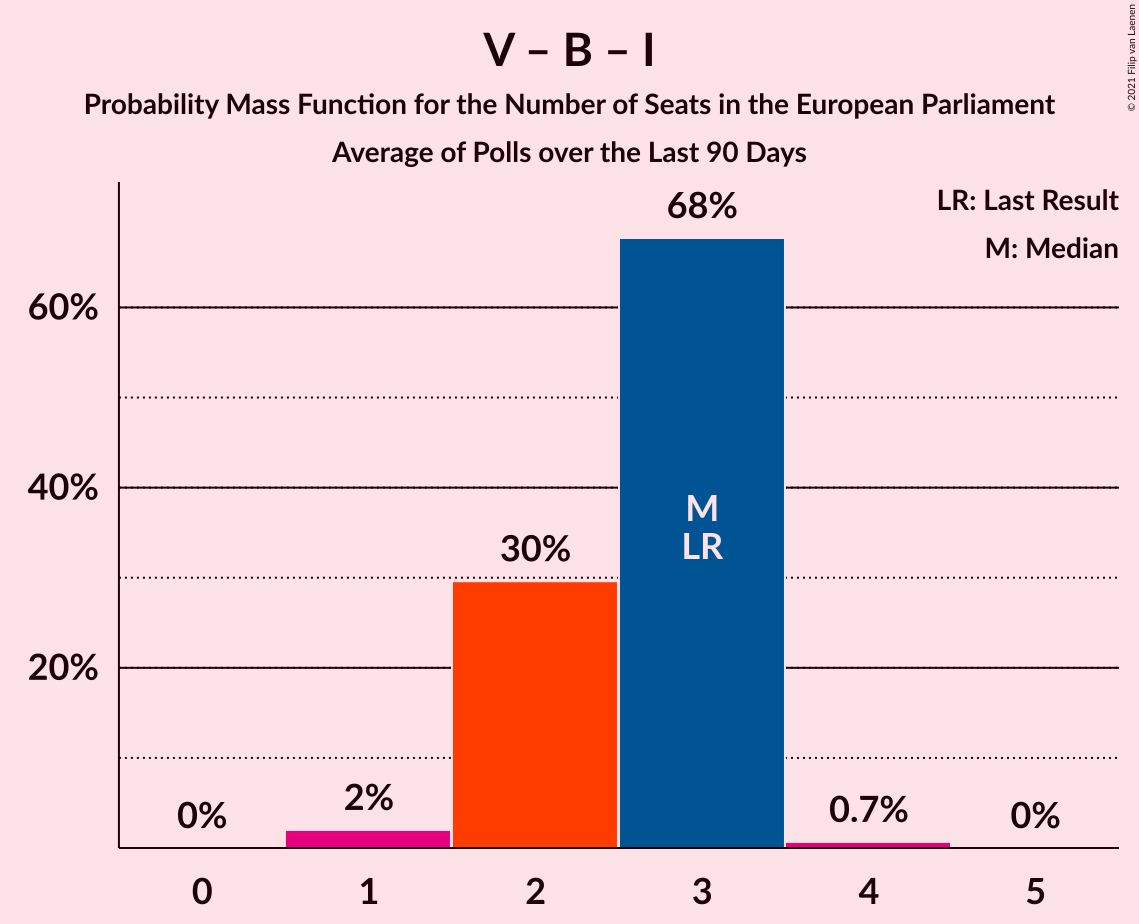 V – B – I
Probability Mass Function for the Number of Seats in the European Parliament
Average of Polls over the Last 90 Days
© 2021 Filip van Laenen
LR: Last Result
M: Median
68%
60%
40%
M
LR
30%
20%
0%
2%
0.7%
0%
0 1 2 3 4 5